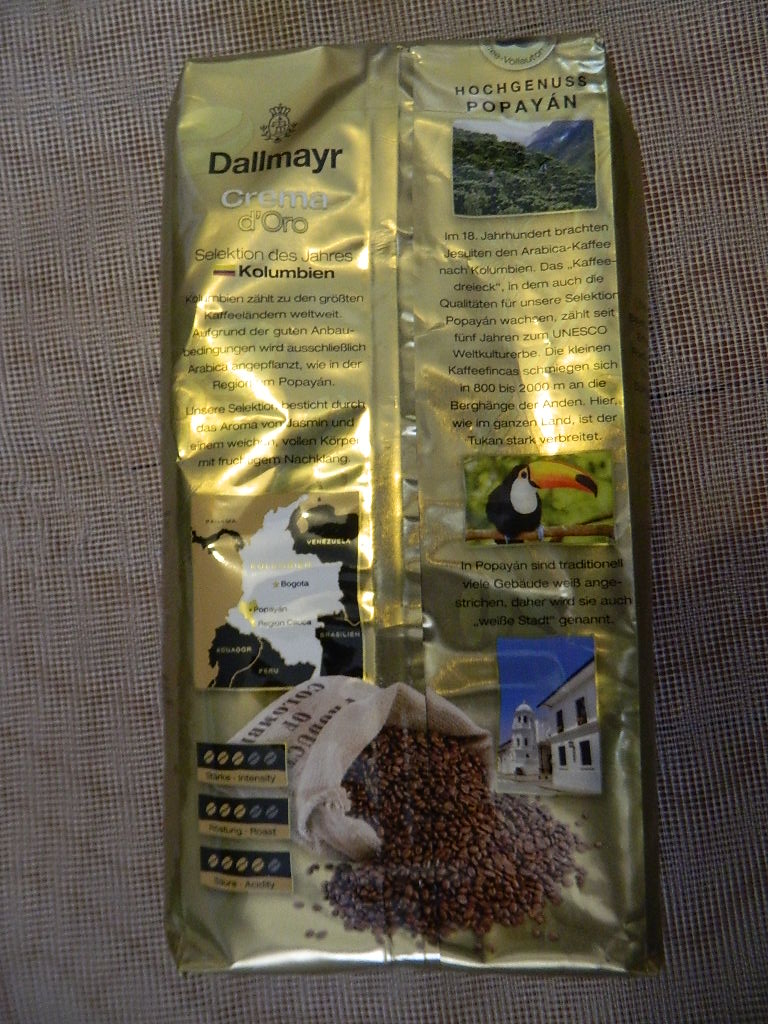 Dallmayr
Crema
d'Oro
Selektion des Jahres
Kolumbien
Kolumbien zählt zu den größten
Kaffeeländern weltweit.
Aufgrund der guten Anbau-
bedingungen wird ausschließlich
Arabica angepflanzt, wie in der
Region um Popayán.
Unsere Selektion besticht durch
das Aroma von Jasmin und
einem weichen, vollen Körper
mit fruchtigem Nachklang.
PANAMA
VENEZUELA
KOLUMBIEN
Bogota
Popayán
Region Cauca
BRASILIEN
ECUADOR
PERU
PRODUCT
OF
COLOMBIA
Stärke - Intensity
Röstung - Roast
Säure - Acidity
HOCHGENUSS
POPAYÁN
Im 18. Jahrhundert brachten
Jesuiten den Arabica-Kaffee
nach Kolumbien. Das „Kaffee-
dreieck“, in dem auch die
Qualitäten für unsere Selektion
Popayán wachsen, zählt seit
fünf Jahren zum UNESCO
Weltkulturerbe. Die kleinen
Kaffeefincas schmiegen sich
in 800 bis 2000 m an die
Berghänge der Anden. Hier,
wie im ganzen Land, ist der
Tukan stark verbreitet.
In Popayán sind traditionell
viele Gebäude weiß ange-
strichen, daher wird sie auch
„weiße Stadt“ genannt.